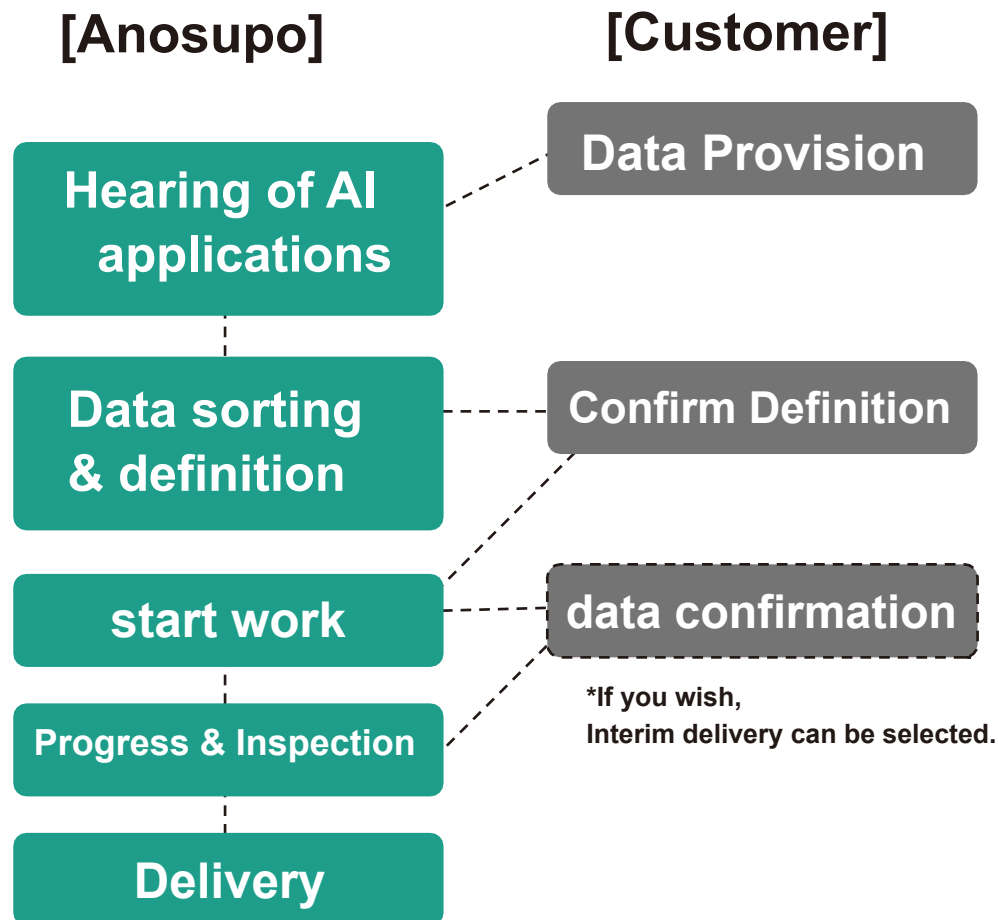 [Anosupo]
[Customer]
Data Provision
Hearing of AI
applications
Data sorting
& definition
Confirm Definition
start work
data confirmation
*If you wish,
Interim delivery can be selected.
Progress & Inspection
Delivery